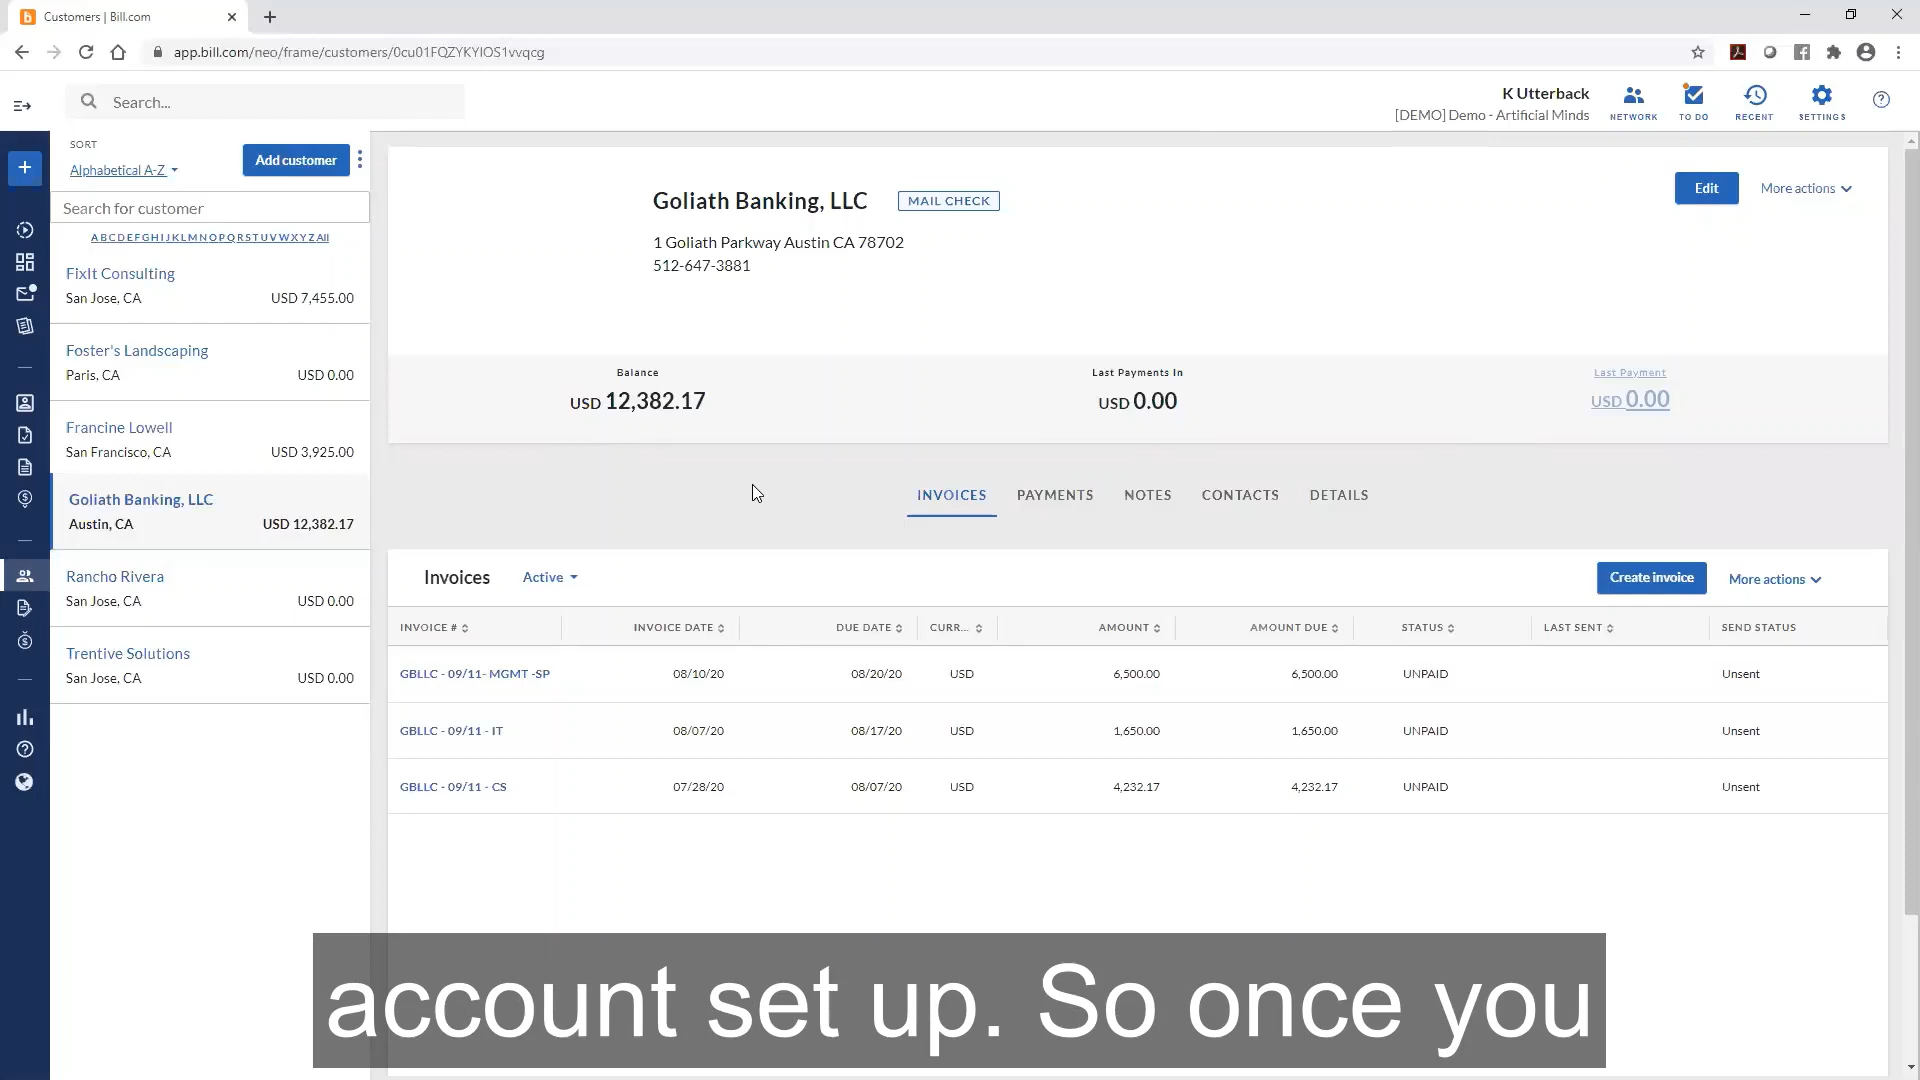 Customers | Bill.com
app.bill.com/neo/frame/customers/0cu01FQZYKYIOS1vvqcg
Search...
K Utterback
[DEMO] Demo - Artificial Minds
NETWORK
TO DO
RECENT
SETTINGS
SORT
Alphabetical A-Z
Add customer
Search for customer
A B C D E F G H I J K L M N O P Q R S T U V W X Y Z All
FixIt Consulting
San Jose, CA USD 7,455.00
Foster's Landscaping
Paris, CA USD 0.00
Francine Lowell
San Francisco, CA USD 3,925.00
Goliath Banking, LLC
Austin, CA USD 12,382.17
Rancho Rivera
San Jose, CA USD 0.00
Trentive Solutions
San Jose, CA USD 0.00
Goliath Banking, LLC MAIL CHECK
1 Goliath Parkway Austin CA 78702
512-647-3881
Edit More actions
Balance Last Payments In Last Payment
USD 12,382.17 USD 0.00 USD 0.00
INVOICES PAYMENTS NOTES CONTACTS DETAILS
Invoices Active Create invoice More actions
INVOICE # INVOICE DATE DUE DATE CURR... AMOUNT AMOUNT DUE STATUS LAST SENT SEND STATUS
GBLLC - 09/11- MGMT -SP 08/10/20 08/20/20 USD 6,500.00 6,500.00 UNPAID Unsent
GBLLC - 09/11 - IT 08/07/20 08/17/20 USD 1,650.00 1,650.00 UNPAID Unsent
GBLLC - 09/11 - CS 07/28/20 08/07/20 USD 4,232.17 4,232.17 UNPAID Unsent
account set up. So once you